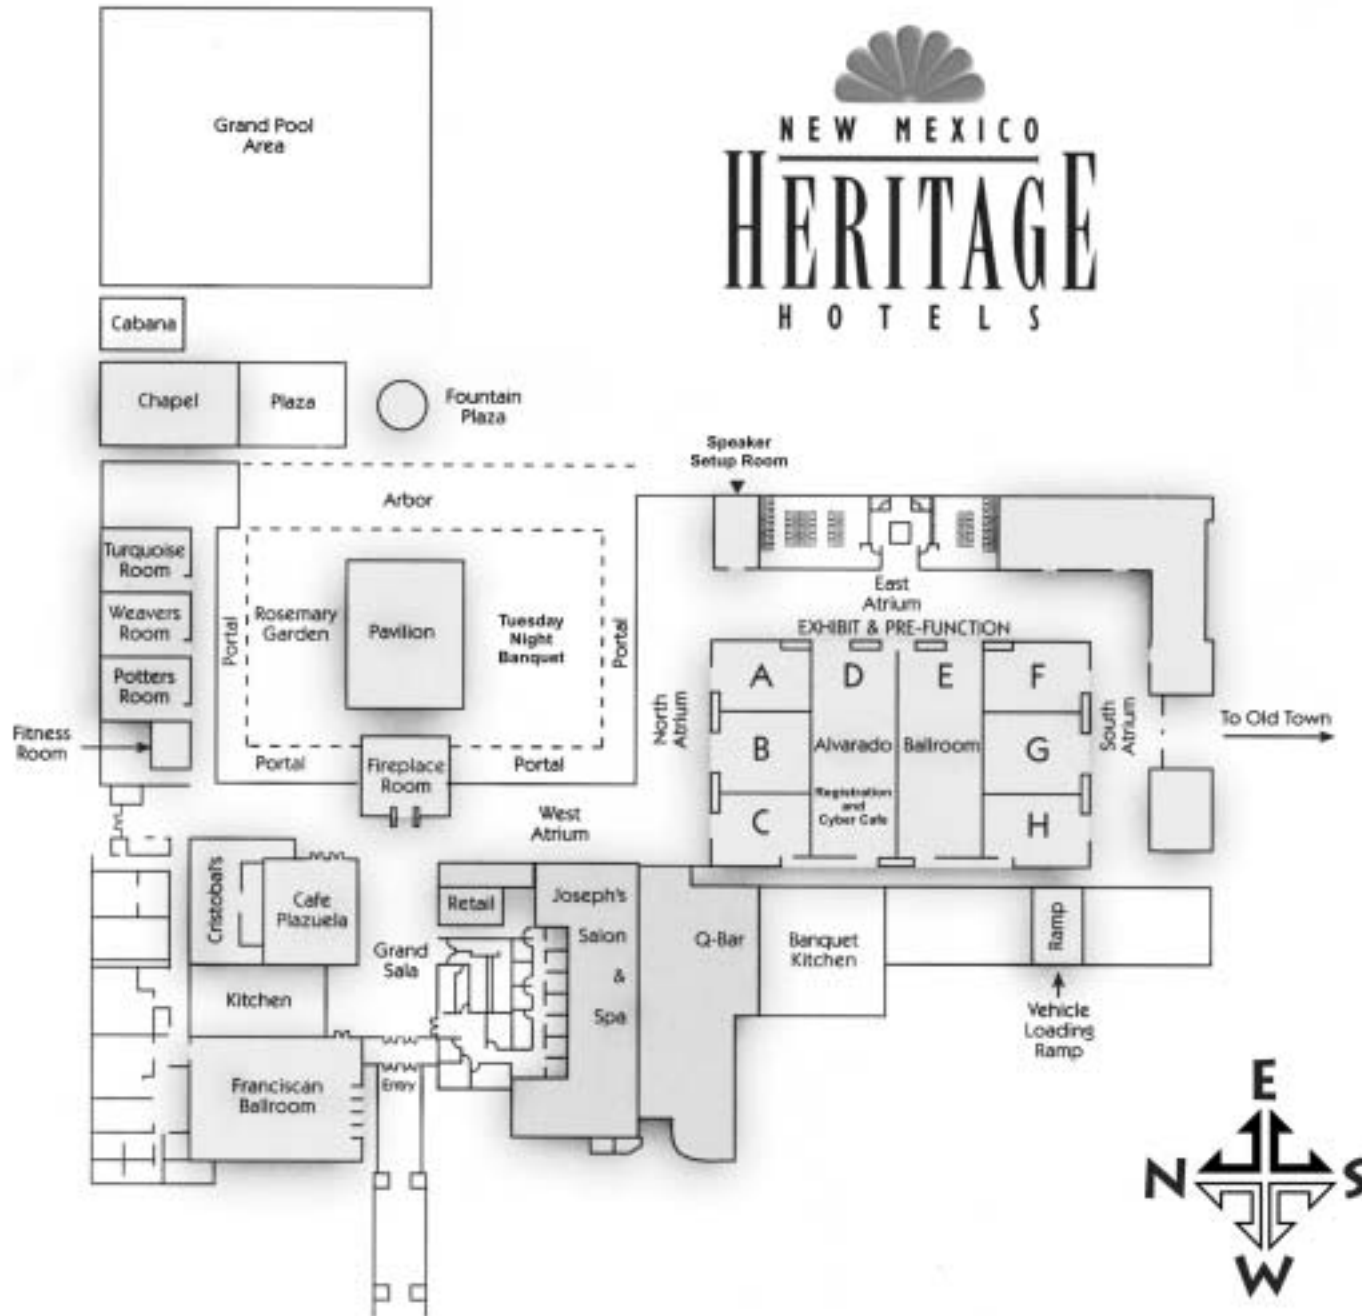 NEW MEXICO
HERITAGE
HOTELS
Grand Pool
Area
Cabana
Chapel
Plaza
Fountain
Plaza
Speaker
Setup Room
Arbor
Turquoise
Room
Weavers
Room
Potters
Room
Fitness
Room
Portal
Rosemary
Garden
Pavilion
Tuesday
Night
Banquet
Portal
Portal
Fireplace
Room
Portal
East
Atrium
EXHIBIT & PRE-FUNCTION
North
Atrium
A
B
C
D
E
F
G
H
Alvarado
Ballroom
Registration
and
Cyber Cafe
South
Atrium
To Old Town
West
Atrium
Cristobal's
Cafe
Plazuela
Retail
Joseph's
Salon
&
Spa
Grand
Sala
Q-Bar
Banquet
Kitchen
Ramp
Vehicle
Loading
Ramp
Kitchen
Franciscan
Ballroom
Entry
E
N
S
W